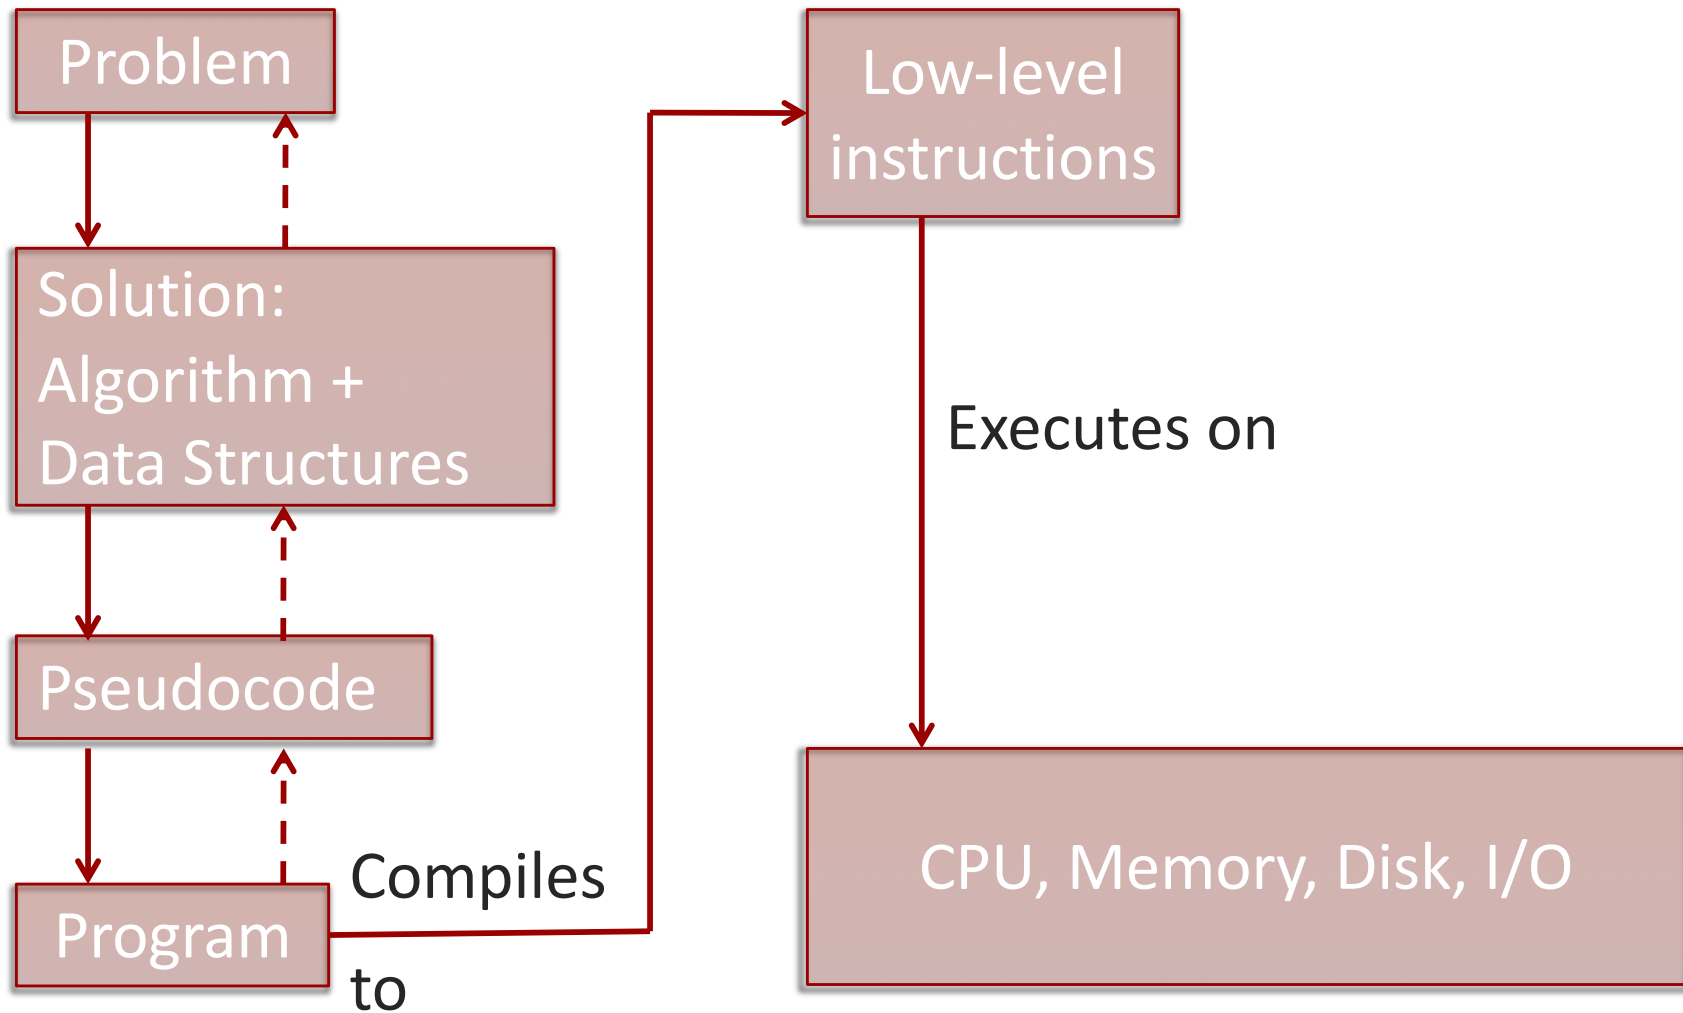 Problem
Solution:
Algorithm +
Data Structures
Pseudocode
Program
Compiles
to
Low-level
instructions
Executes on
CPU, Memory, Disk, I/O